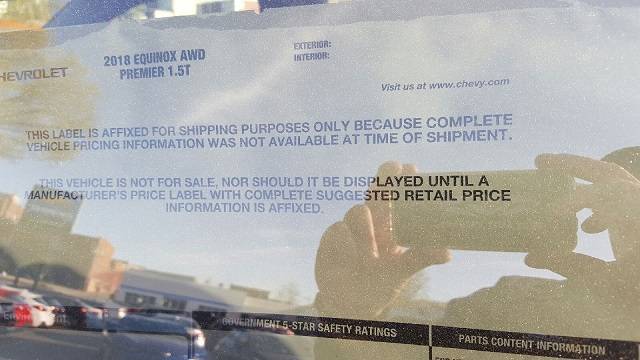 2018 EQUINOX AWD
PREMIER 1.5T
EXTERIOR:
INTERIOR:
HEVROLET
Visit us at www.chevy.com
THIS LABEL IS AFFIXED FOR SHIPPING PURPOSES ONLY BECAUSE COMPLETE
VEHICLE PRICING INFORMATION WAS NOT AVAILABLE AT TIME OF SHIPMENT.
THIS VEHICLE IS NOT FOR SALE, NOR SHOULD IT BE DISPLAYED UNTIL A
MANUFACTURER'S PRICE LABEL WITH COMPLETE SUGGESTED RETAIL PRICE
INFORMATION IS AFFIXED.
GOVERNMENT 5-STAR SAFETY RATINGS
PARTS CONTENT INFORMATION